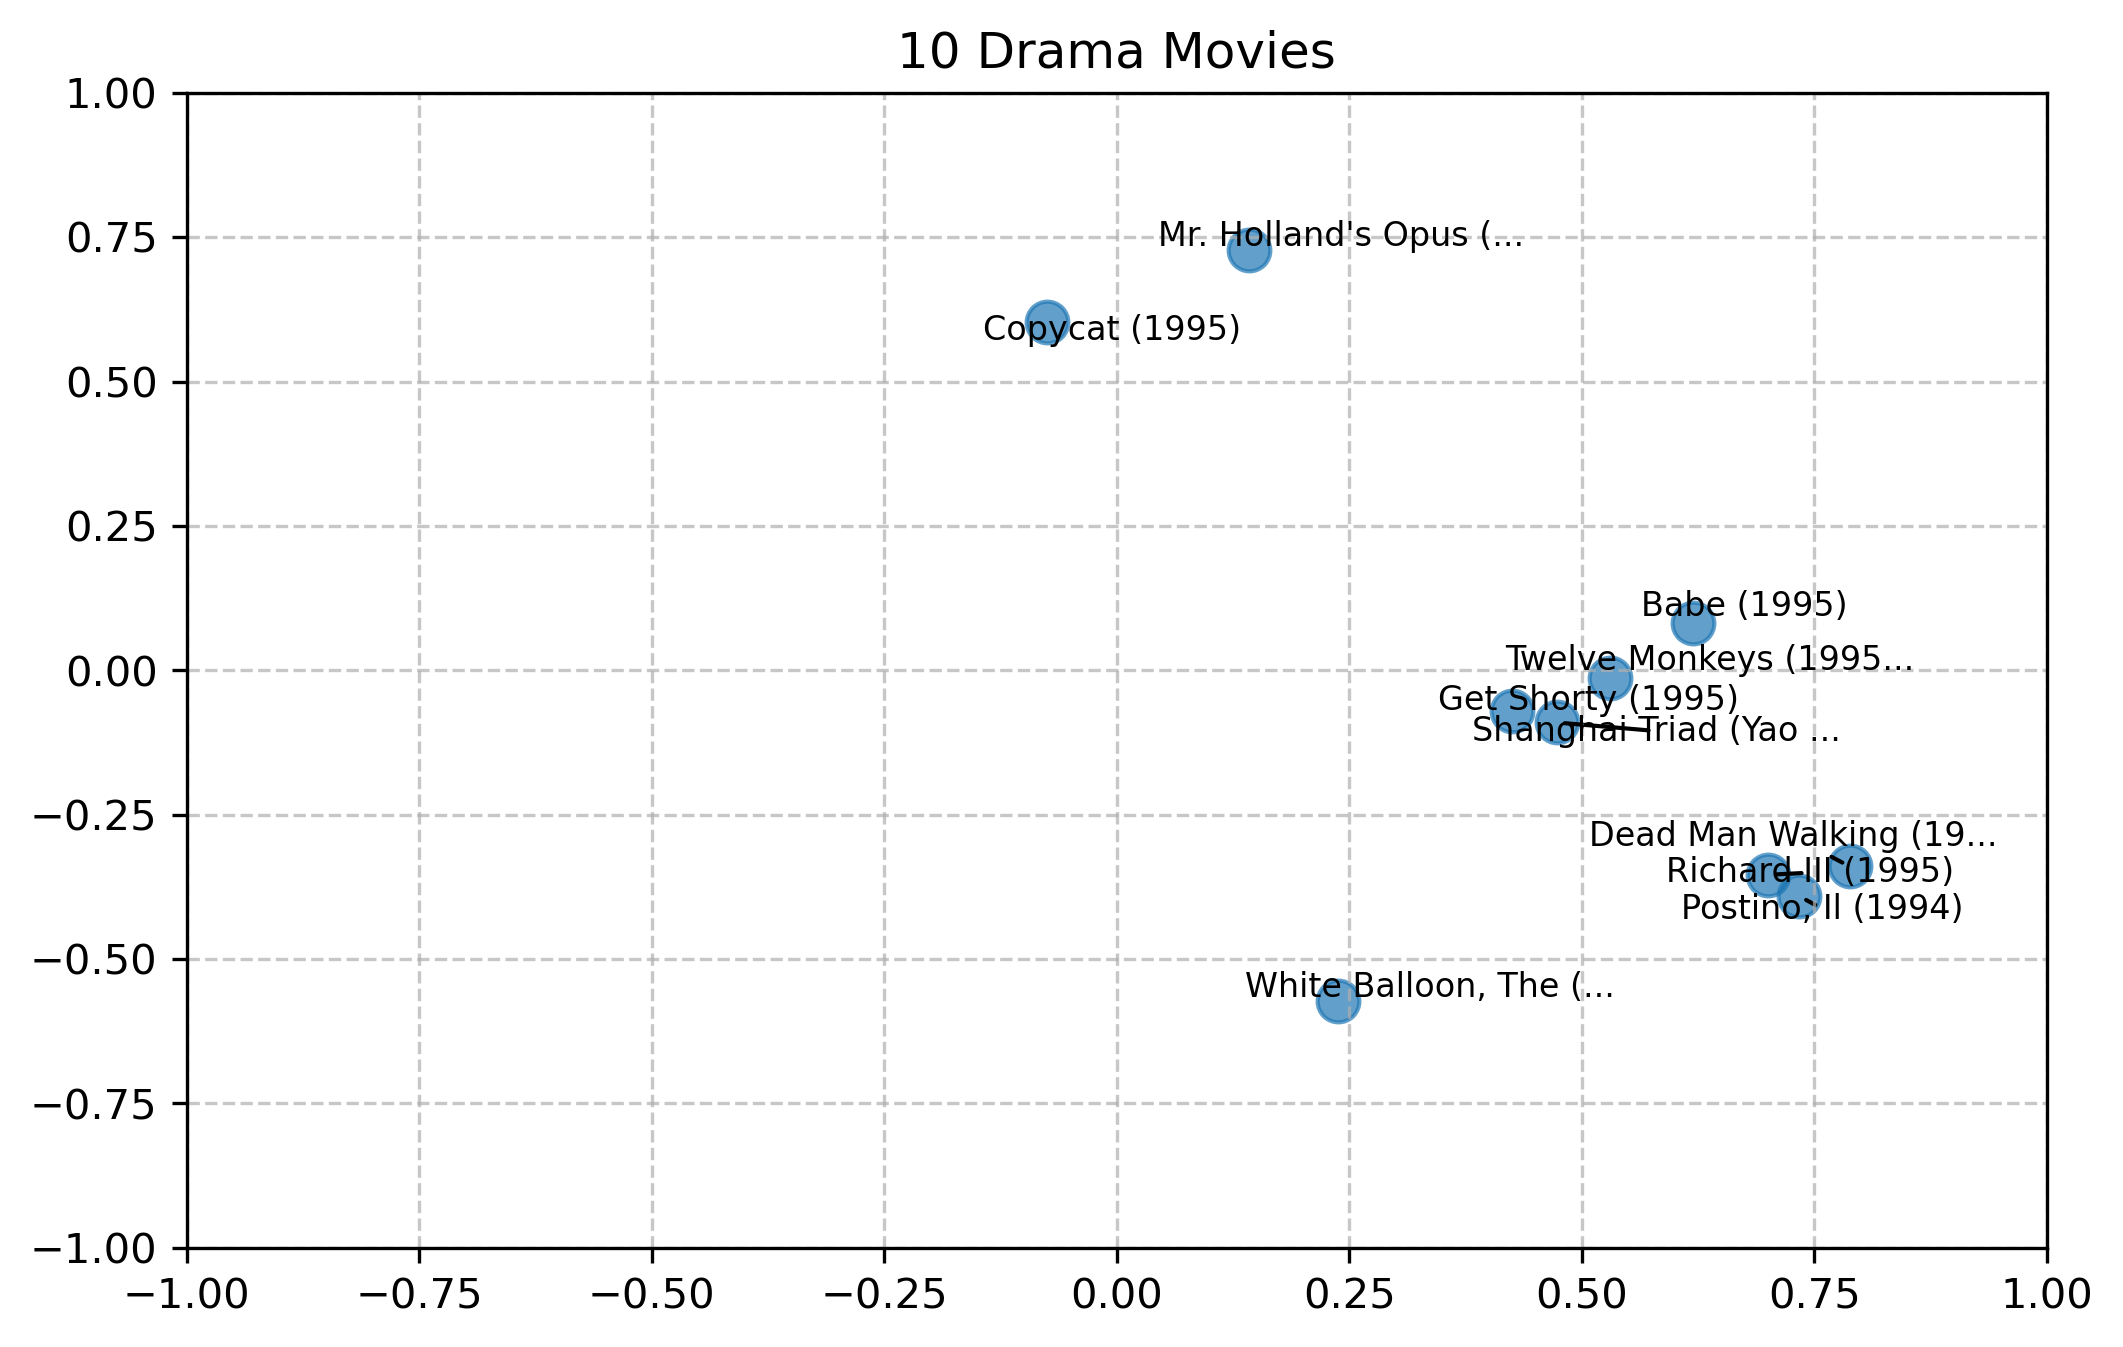 10 Drama Movies
1.00
0.75
0.50
0.25
0.00
−0.25
−0.50
−0.75
−1.00
Mr. Holland's Opus (...
Copycat (1995)
Babe (1995)
Twelve Monkeys (1995...
Get Shorty (1995)
Shanghai Triad (Yao ...
Dead Man Walking (19...
Richard III (1995)
Postino, Il (1994)
White Balloon, The (...
−1.00 −0.75 −0.50 −0.25 0.00 0.25 0.50 0.75 1.00